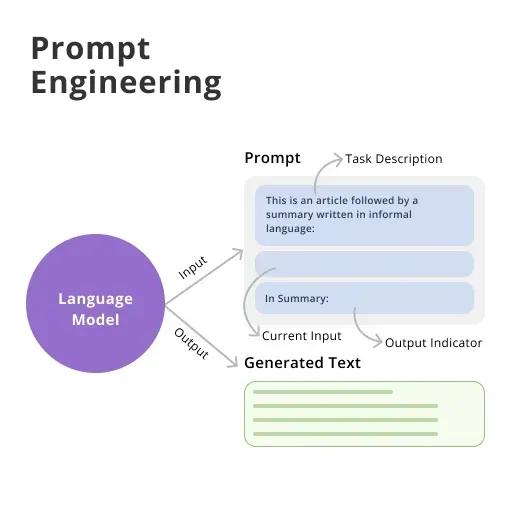 Prompt
Engineering
Prompt
Task Description
This is an article followed by a
summary written in informal
language:
Input
Language
Model
In Summary:
Output
Current Input
Output Indicator
Generated Text